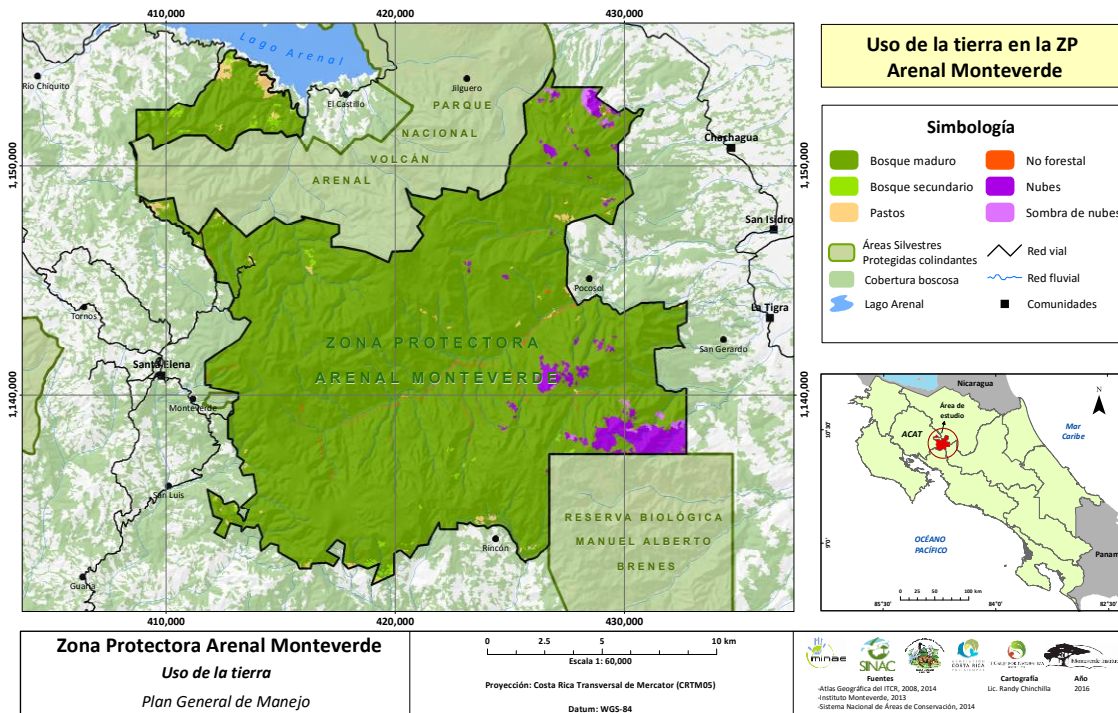 410,000 420,000 430,000
1,150,000
1,140,000
1,150,000
1,140,000
410,000 420,000 430,000
Lago Arenal
Río Chiquito
El Castillo
Jilguero
PARQUE
NACIONAL
VOLCÁN
ARENAL
Chachagua
San Isidro
Pocosol
La Tigra
San Gerardo
Tornos
Santa Elena
Monteverde
ZONA PROTECTORA
ARENAL MONTEVERDE
San Luis
Guaria
Rincón
RESERVA BIOLÓGICA
MANUEL ALBERTO
BRENES
Uso de la tierra en la ZP
Arenal Monteverde
Simbología
Bosque maduro
Bosque secundario
Pastos
No forestal
Nubes
Sombra de nubes
Áreas Silvestres
Protegidas colindantes
Cobertura boscosa
Lago Arenal
Red vial
Red fluvial
Comunidades
Nicaragua
Área de
estudio
ACAT
N
Mar
Caribe
OCÉANO
PACÍFICO
Panam
10°30'
9°0'
0 25 50 100 km
85°30' 84°0' 82°30'
Zona Protectora Arenal Monteverde
Uso de la tierra
Plan General de Manejo
0 2.5 5 10 km
Escala 1: 60,000
Proyección: Costa Rica Transversal de Mercator (CRTM05)
Datum: WGS-84
minae
SINAC
COSTA RICA
Fuentes
-Atlas Geográfica del ITCR, 2008, 2014
-Instituto Monteverde, 2013
-Sistema Nacional de Áreas de Conservación, 2014
Cartografía
Lic. Randy Chinchilla
Año
2016